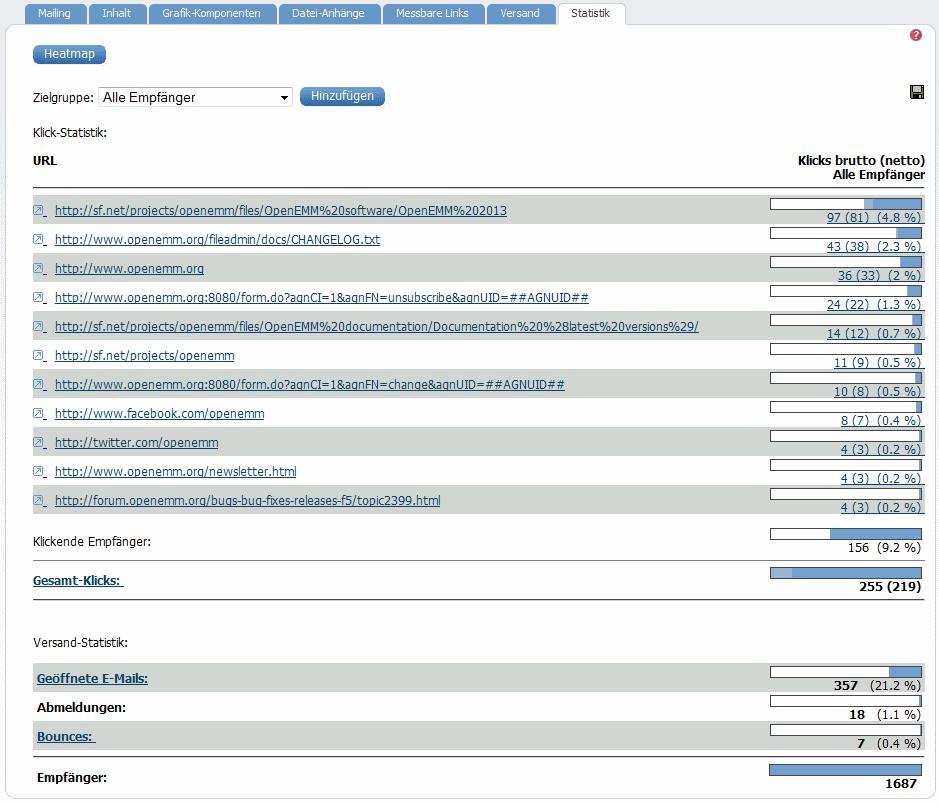 Mailing Inhalt Grafik-Komponenten Datei-Anhänge Messbare Links Versand Statistik
?
Heatmap
Zielgruppe: Alle Empfänger Hinzufügen
Klick-Statistik:
URL Klicks brutto (netto)
Alle Empfänger
http://sf.net/projects/openemm/files/OpenEMM%20software/OpenEMM%202013
97 (81) (4.8 %)
http://www.openemm.org/fileadmin/docs/CHANGELOG.txt
43 (38) (2.3 %)
http://www.openemm.org
36 (33) (2 %)
http://www.openemm.org:8080/form.do?agnCI=1&agnFN=unsubscribe&agnUID=##AGNUID##
24 (22) (1.3 %)
http://sf.net/projects/openemm/files/OpenEMM%20documentation/Documentation%20%28latest%20versions%29/
14 (12) (0.7 %)
http://sf.net/projects/openemm
11 (9) (0.5 %)
http://www.openemm.org:8080/form.do?agnCI=1&agnFN=change&agnUID=##AGNUID##
10 (8) (0.5 %)
http://www.facebook.com/openemm
8 (7) (0.4 %)
http://twitter.com/openemm
4 (3) (0.2 %)
http://www.openemm.org/newsletter.html
4 (3) (0.2 %)
http://forum.openemm.org/bugs-bug-fixes-releases-f5/topic2399.html
4 (3) (0.2 %)
Klickende Empfänger:
156 (9.2 %)
Gesamt-Klicks:
255 (219)
Versand-Statistik:
Geöffnete E-Mails:
357 (21.2 %)
Abmeldungen:
18 (1.1 %)
Bounces:
7 (0.4 %)
Empfänger:
1687